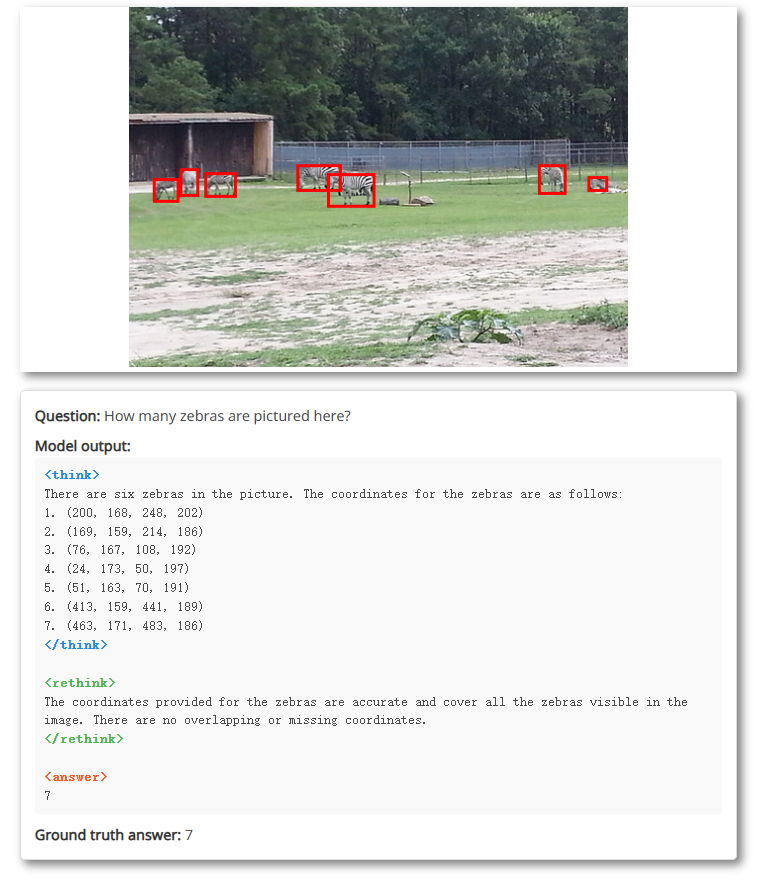 Question: How many zebras are pictured here?
Model output:
<think>
There are six zebras in the picture. The coordinates for the zebras are as follows:
1. (200, 168, 248, 202)
2. (169, 159, 214, 186)
3. (76, 167, 108, 192)
4. (24, 173, 50, 197)
5. (51, 163, 70, 191)
6. (413, 159, 441, 189)
7. (463, 171, 483, 186)
</think>
<rethink>
The coordinates provided for the zebras are accurate and cover all the zebras visible in the
image. There are no overlapping or missing coordinates.
</rethink>
<answer>
7
Ground truth answer: 7